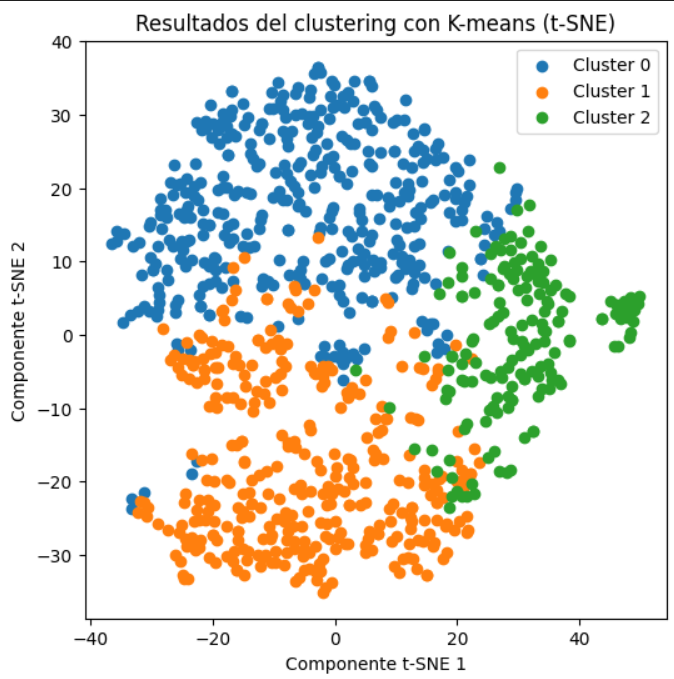 Resultados del clustering con K-means (t-SNE)
Cluster 0
Cluster 1
Cluster 2
40
30
20
10
0
−10
−20
−30
Componente t-SNE 2
−40
−20
0
20
40
Componente t-SNE 1